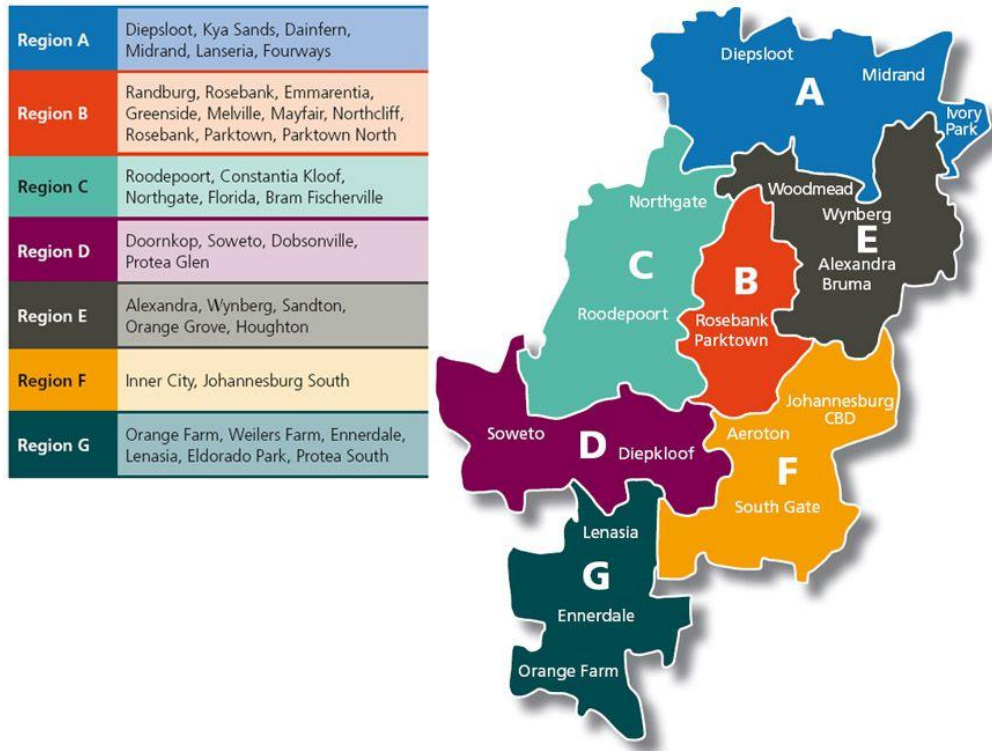 Region A
Diepsloot, Kya Sands, Dainfern,
Midrand, Lanseria, Fourways
Region B
Randburg, Rosebank, Emmarentia,
Greenside, Melville, Mayfair, Northcliff,
Rosebank, Parktown, Parktown North
Region C
Roodepoort, Constantia Kloof,
Northgate, Florida, Bram Fischerville
Region D
Doornkop, Soweto, Dobsonville,
Protea Glen
Region E
Alexandra, Wynberg, Sandton,
Orange Grove, Houghton
Region F
Inner City, Johannesburg South
Region G
Orange Farm, Weilers Farm, Ennerdale,
Lenasia, Eldorado Park, Protea South
Diepsloot
Midrand
A
Ivory
Park
Woodmead
Northgate
Wynberg
E
C
B
Alexandra
Bruma
Roodepoort
Rosebank
Parktown
Johannesburg
CBD
Soweto
D
Diepkloof
Aeroton
F
South Gate
Lenasia
G
Ennerdale
Orange Farm